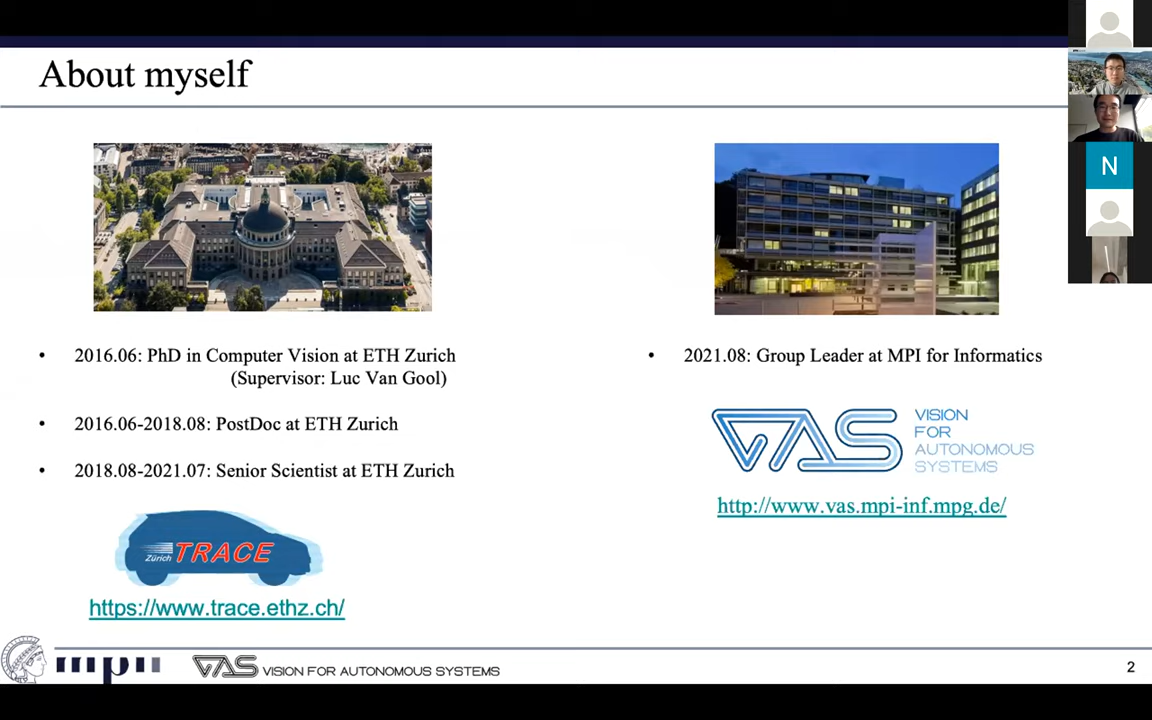 About myself
• 2016.06: PhD in Computer Vision at ETH Zurich
(Supervisor: Luc Van Gool)
• 2016.06-2018.08: PostDoc at ETH Zurich
• 2018.08-2021.07: Senior Scientist at ETH Zurich
Zürich TRACE
https://www.trace.ethz.ch/
• 2021.08: Group Leader at MPI for Informatics
VAS
VISION
FOR
AUTONOMOUS
SYSTEMS
http://www.vas.mpi-inf.mpg.de/
N
mpii
VAS VISION FOR AUTONOMOUS SYSTEMS
2